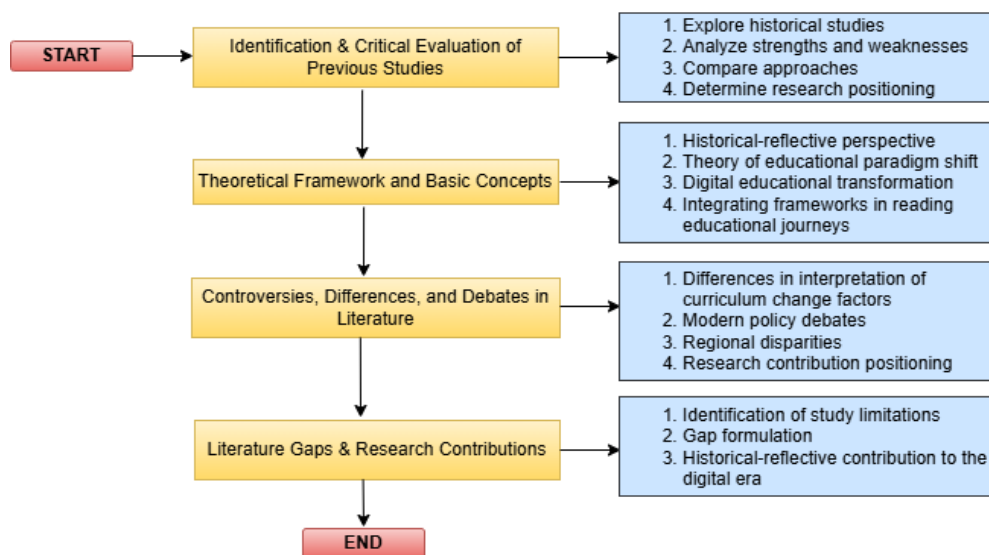 START
Identification & Critical Evaluation of
Previous Studies
1. Explore historical studies
2. Analyze strengths and weaknesses
3. Compare approaches
4. Determine research positioning
Theoretical Framework and Basic Concepts
1. Historical-reflective perspective
2. Theory of educational paradigm shift
3. Digital educational transformation
4. Integrating frameworks in reading
educational journeys
Controversies, Differences, and Debates in
Literature
1. Differences in interpretation of
curriculum change factors
2. Modern policy debates
3. Regional disparities
4. Research contribution positioning
Literature Gaps & Research Contributions
1. Identification of study limitations
2. Gap formulation
3. Historical-reflective contribution to the
digital era
END